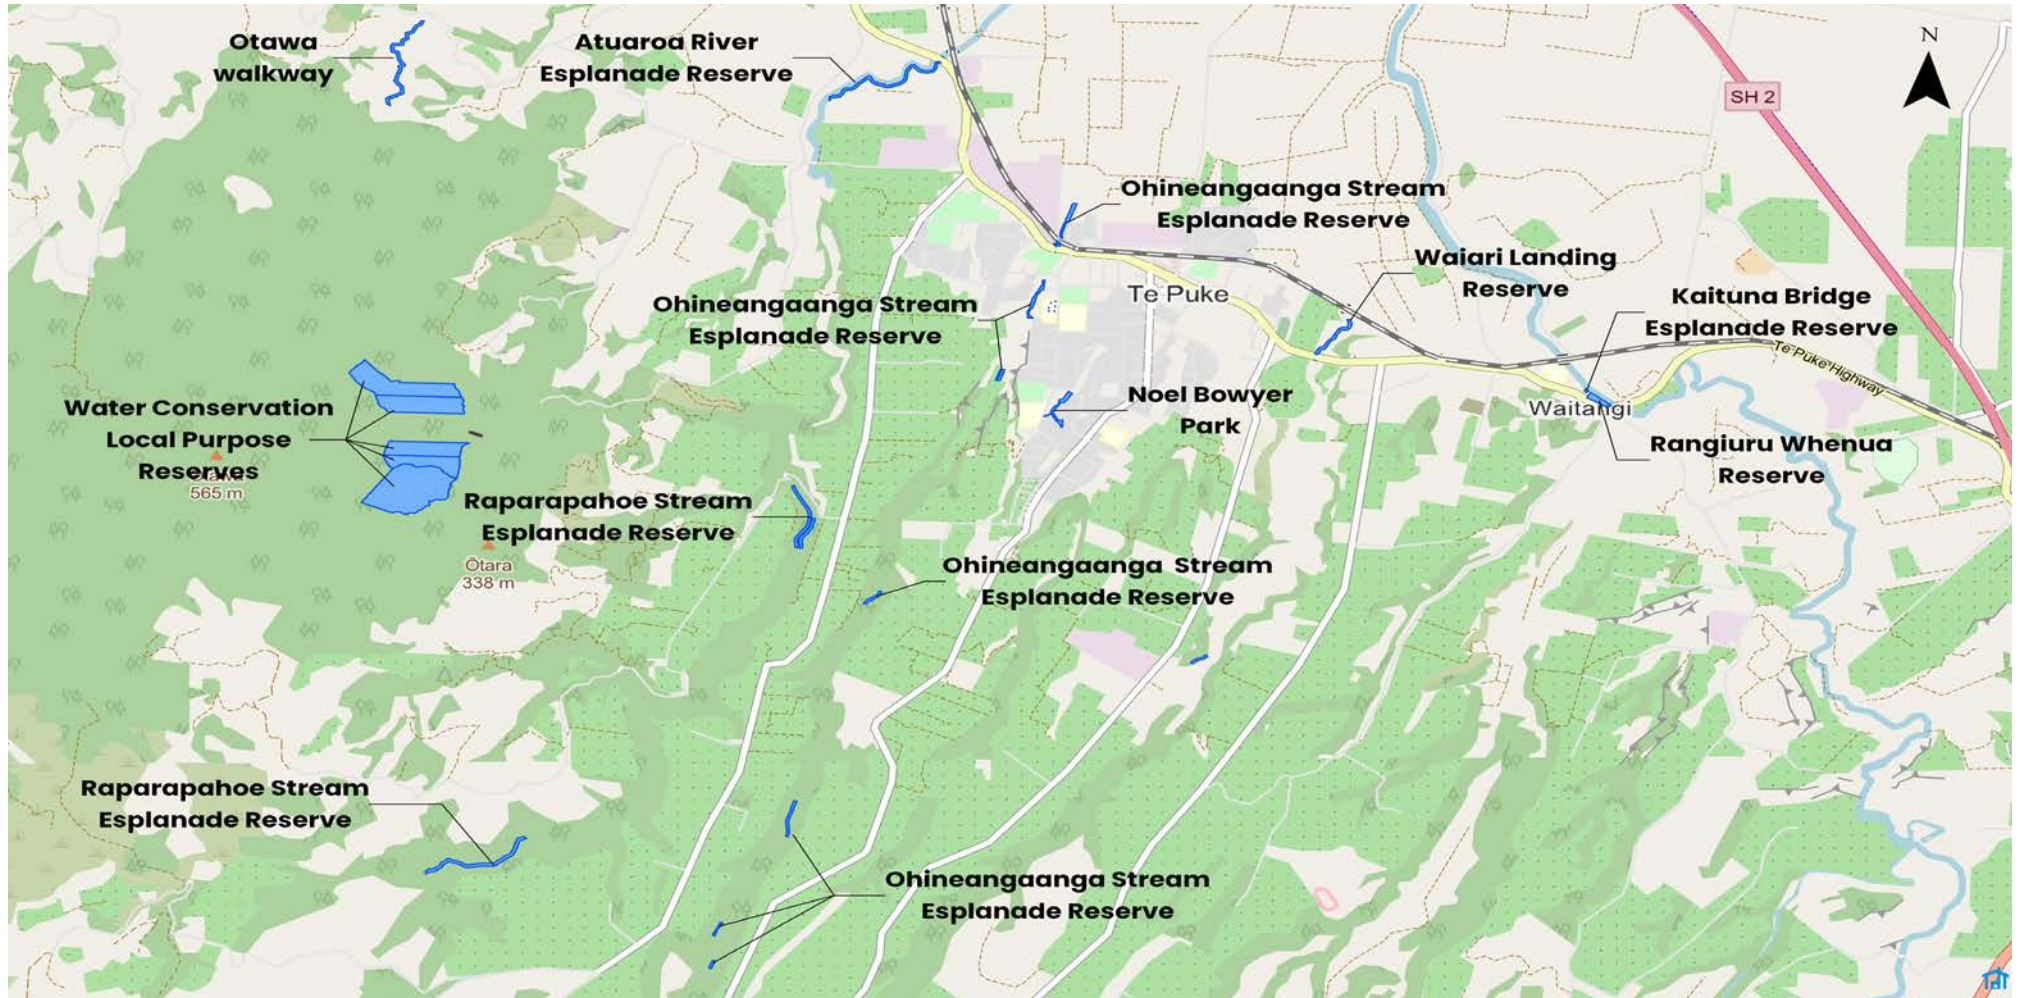 Otawa
walkway
Atuaroa River
Esplanade Reserve
N
SH 2
Ohineangaanga Stream
Esplanade Reserve
Waiari Landing
Reserve
Te Puke
Kaituna Bridge
Esplanade Reserve
Ohineangaanga Stream
Esplanade Reserve
Te Puke Highway
Noel Bowyer
Park
Waitangi
Water Conservation
Local Purpose
Reserves
565 m
Rangiuru Whenua
Reserve
Raparapahoe Stream
Esplanade Reserve
Otara
338 m
Ohineangaanga Stream
Esplanade Reserve
Raparapahoe Stream
Esplanade Reserve
Ohineangaanga Stream
Esplanade Reserve